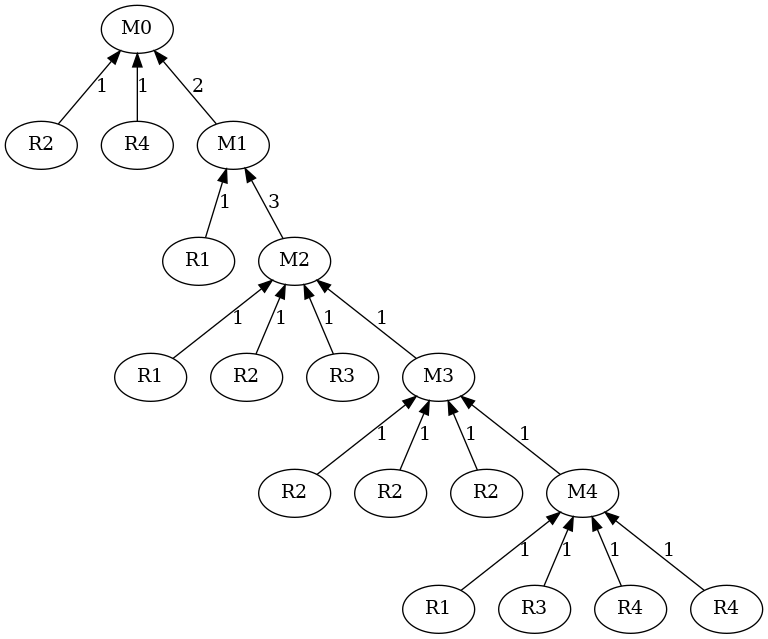 M0
1 1 2
R2 R4 M1
1 3
R1 M2
1 1 1 1
R1 R2 R3 M3
1 1 1 1
R2 R2 R2 M4
1 1 1 1
R1 R3 R4 R4